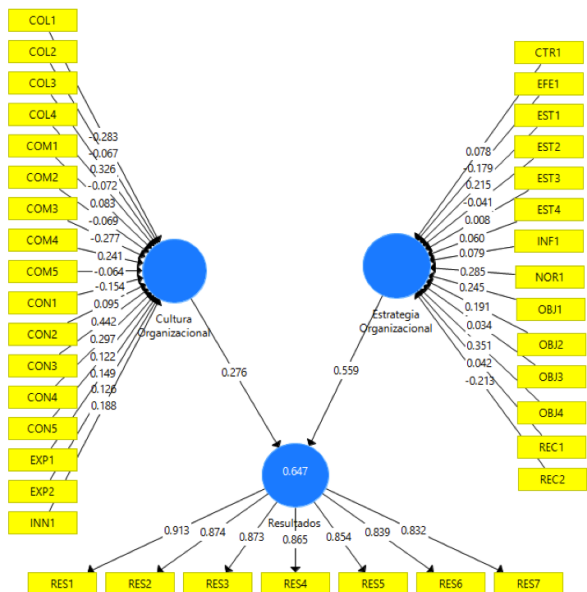 COL1
COL2
COL3
COL4
COM1
COM2
COM3
COM4
COM5
CON1
CON2
CON3
CON4
CON5
EXP1
EXP2
INN1
-0.283
-0.067
0.326
-0.072
0.083
-0.069
-0.277
0.241
-0.064
-0.154
0.095
0.442
0.297
0.122
0.149
0.126
0.188
Cultura
Organizacional
CTR1
EFE1
EST1
EST2
EST3
EST4
INF1
NOR1
OBJ1
OBJ2
OBJ3
OBJ4
REC1
REC2
0.078
-0.179
0.215
-0.041
0.008
0.060
0.079
0.285
0.245
0.191
0.034
0.351
0.042
-0.213
Estrategia
Organizacional
0.276
0.559
0.647
Resultados
0.913
0.874
0.873
0.865
0.854
0.839
0.832
RES1
RES2
RES3
RES4
RES5
RES6
RES7